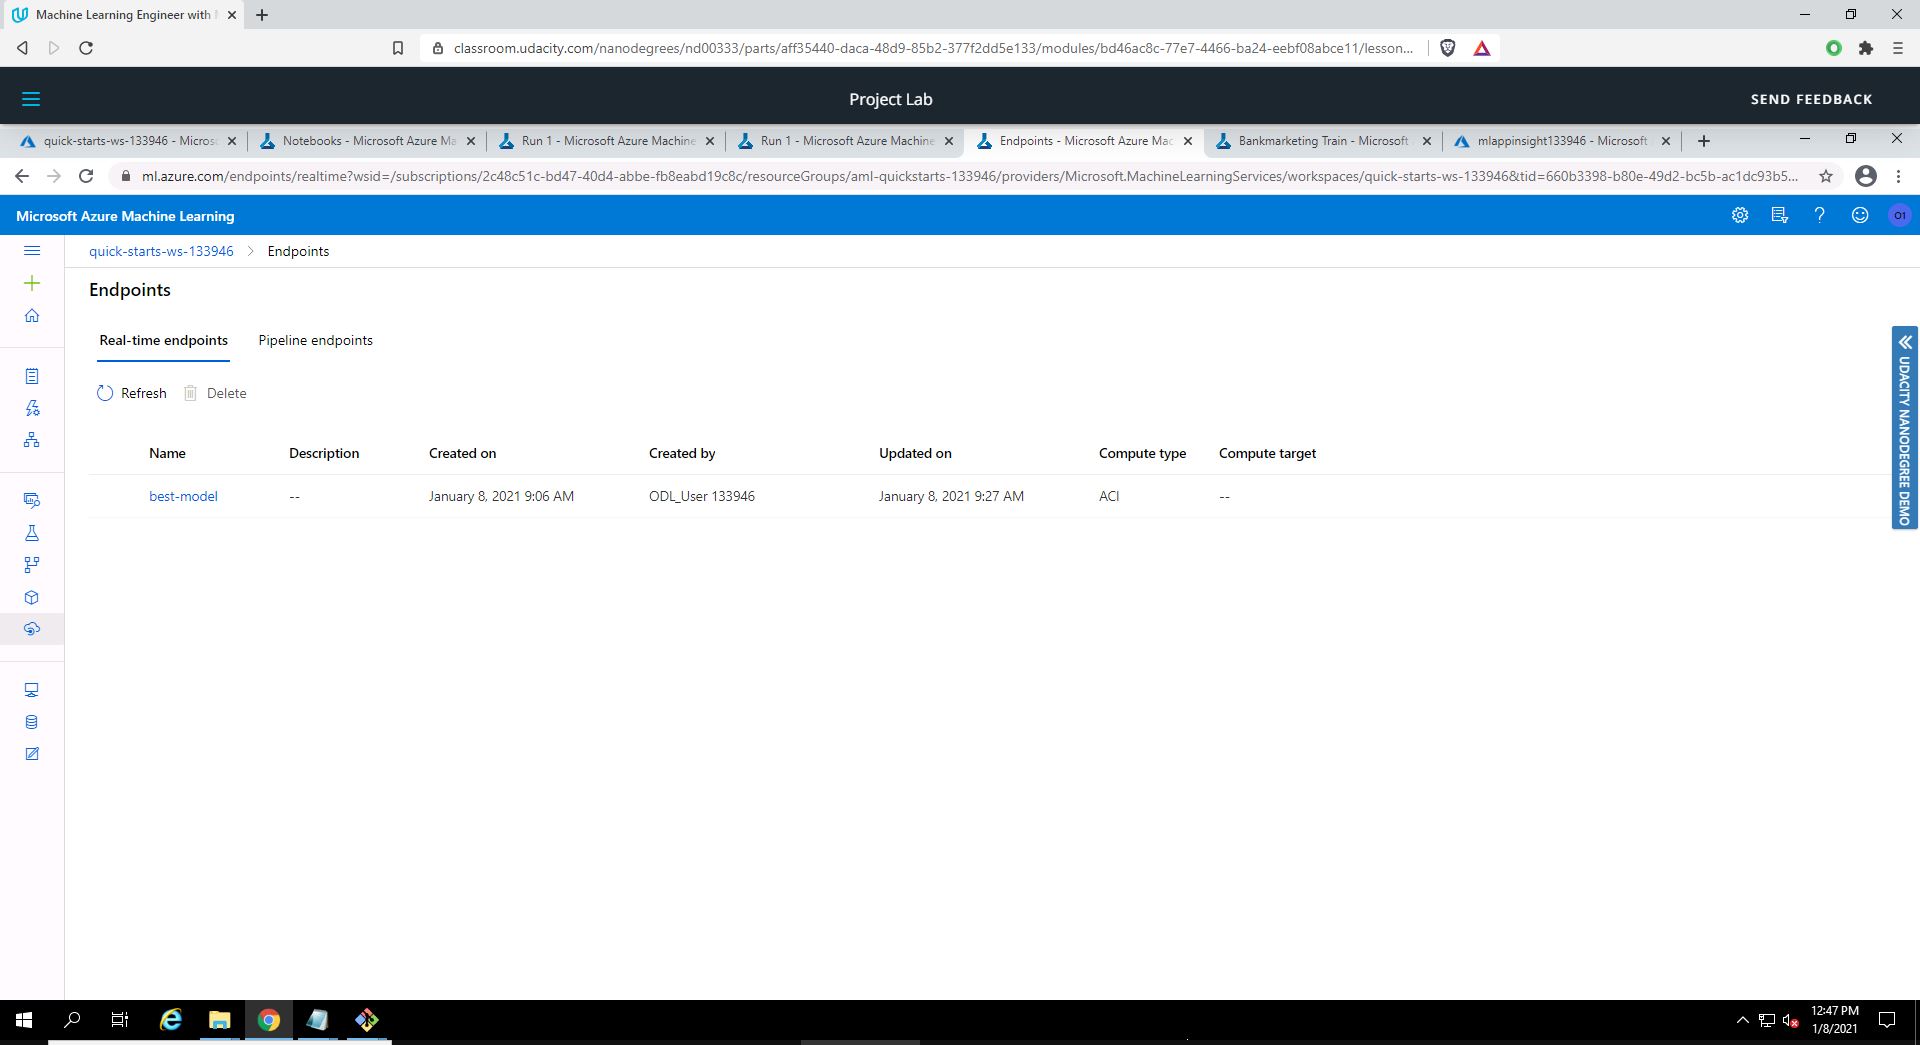 Machine Learning Engineer with
classroom.udacity.com/nanodegrees/nd00333/parts/aff35440-daca-48d9-85b2-377f2dd5e133/modules/bd46ac8c-77e7-4466-ba24-eebf08abce11/lesson...
Project Lab
SEND FEEDBACK
quick-starts-ws-133946 - Micros
Notebooks - Microsoft Azure Ma
Run 1 - Microsoft Azure Machine
Run 1 - Microsoft Azure Machine
Endpoints - Microsoft Azure Mac
Bankmarketing Train - Microsoft
mlappinsight133946 - Microsoft
ml.azure.com/endpoints/realtime?wsid=/subscriptions/2c48c51c-bd47-40d4-abbe-fb8eabd19c8c/resourceGroups/aml-quickstarts-133946/providers/Microsoft.MachineLearningServices/workspaces/quick-starts-ws-133946&tid=660b3398-b80e-49d2-bc5b-ac1dc93b5...
Microsoft Azure Machine Learning
O1
quick-starts-ws-133946 > Endpoints
Endpoints
Real-time endpoints Pipeline endpoints
Refresh Delete
Name Description Created on Created by Updated on Compute type Compute target
best-model -- January 8, 2021 9:06 AM ODL_User 133946 January 8, 2021 9:27 AM ACI --
UDACITY NANODEGREE DEMO
12:47 PM
1/8/2021